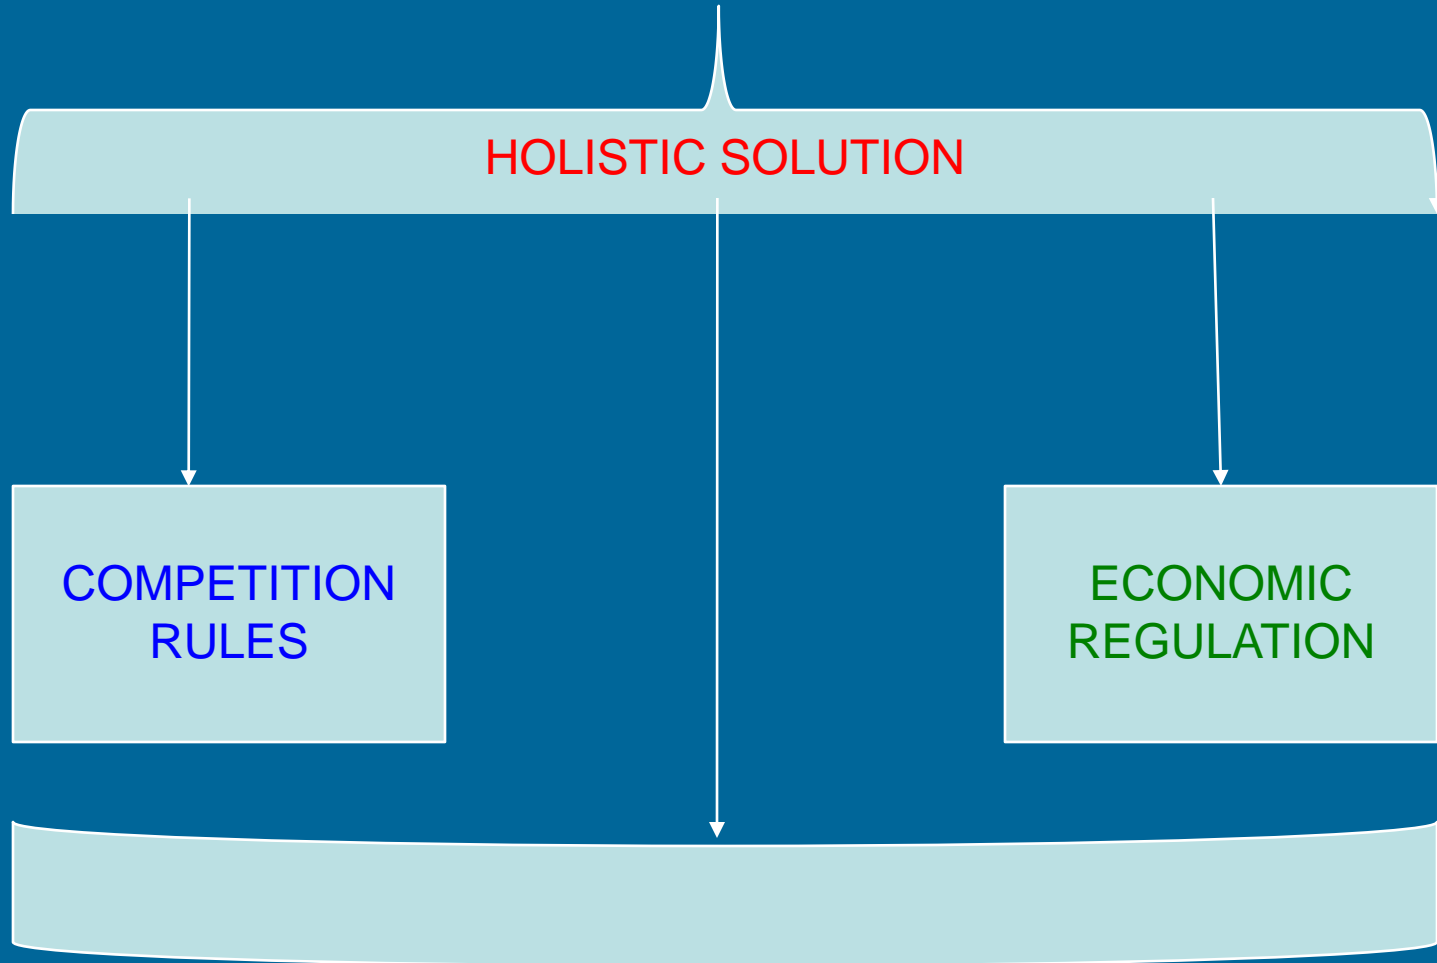 HOLISTIC SOLUTION
COMPETITION
RULES
ECONOMIC
REGULATION